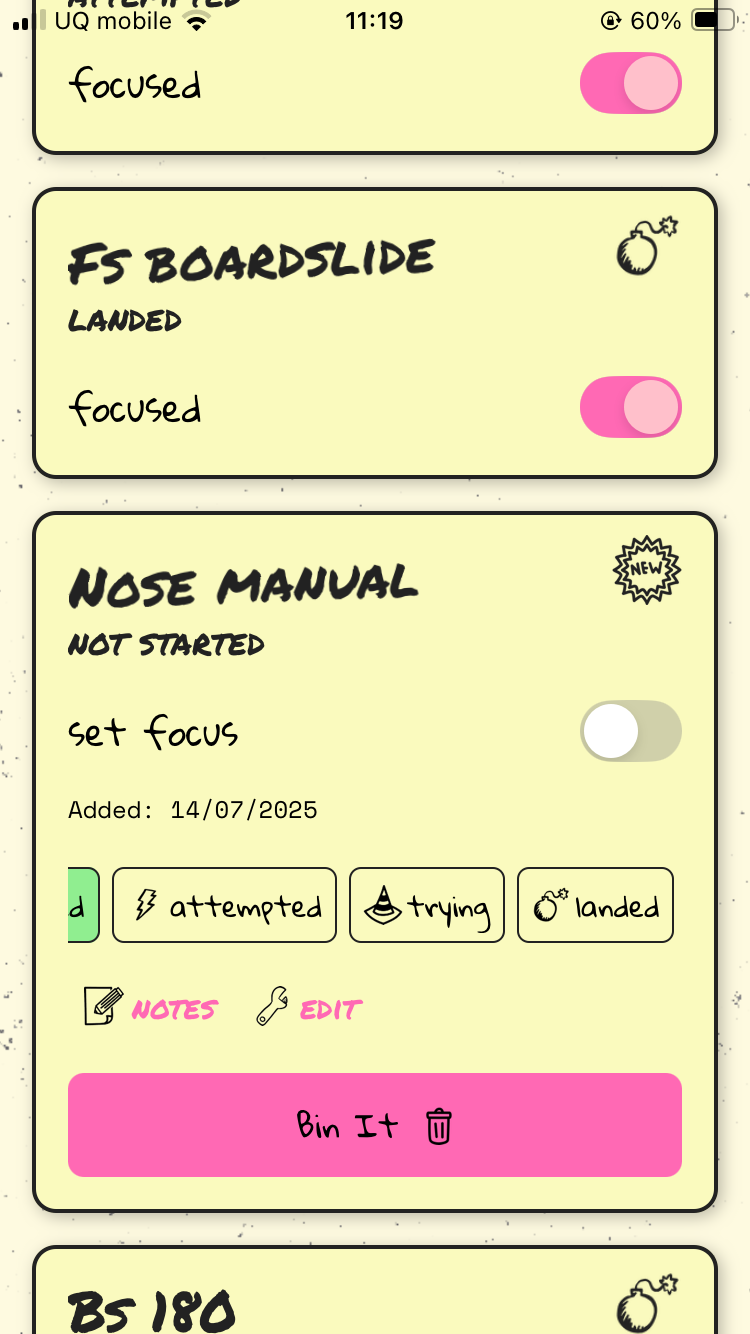 UQ mobile 11:19 60%
focused
Fs BOARDSLIDE
LANDED
focused
NOSE MANUAL
NEW
NOT STARTED
set focus
Added: 14/07/2025
d attempted trying landed
NOTES EDIT
Bin It
Bs 180